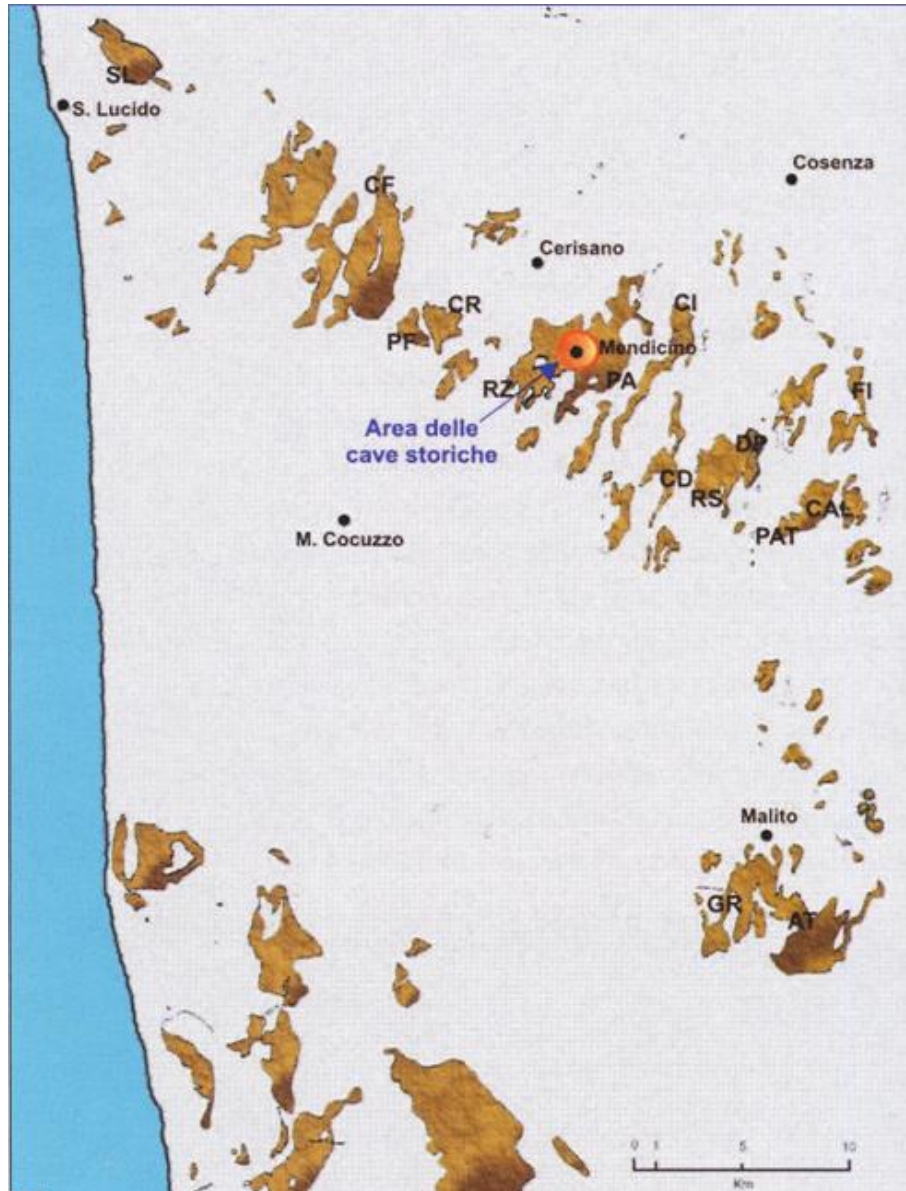 SL
S. Lucido
Cosenza
CF
Cerisano
CR
CI
PF
Mendicino
RZ
PA
FI
Area delle
cave storiche
DP
CD
RS
CAL
PAT
M. Cocuzzo
Malito
GR
AT
0 1 5 10
Km